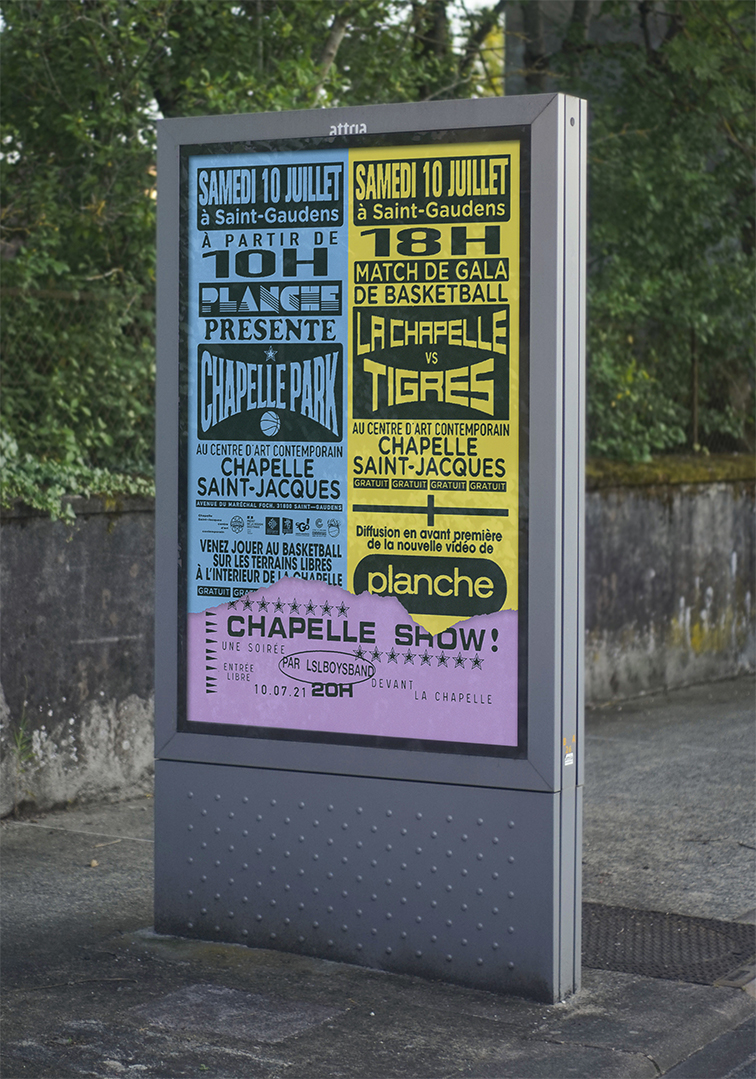 attria
SAMEDI 10 JUILLET
à Saint-Gaudens
À PARTIR DE
10H
PLANCHE
PRESENTE
CHAPELLE PARK
AU CENTRE D'ART CONTEMPORAIN
CHAPELLE
SAINT-JACQUES
AVENUE DU MARÉCHAL FOCH, 31800 SAINT-GAUDENS
VENEZ JOUER AU BASKETBALL
SUR LES TERRAINS LIBRES
À L'INTERIEUR DE LA CHAPELLE
GRATUIT
SAMEDI 10 JUILLET
à Saint-Gaudens
18H
MATCH DE GALA
DE BASKETBALL
LA CHAPELLE
VS
TIGRES
AU CENTRE D'ART CONTEMPORAIN
CHAPELLE
SAINT-JACQUES
GRATUIT GRATUIT GRATUIT GRATUIT
Diffusion en avant première
de la nouvelle vidéo de
planche
CHAPELLE SHOW!
UNE SOIRÉE
PAR LSLBOYSBAND
ENTRÉE
LIBRE
10.07.21 20H
DEVANT
LA CHAPELLE